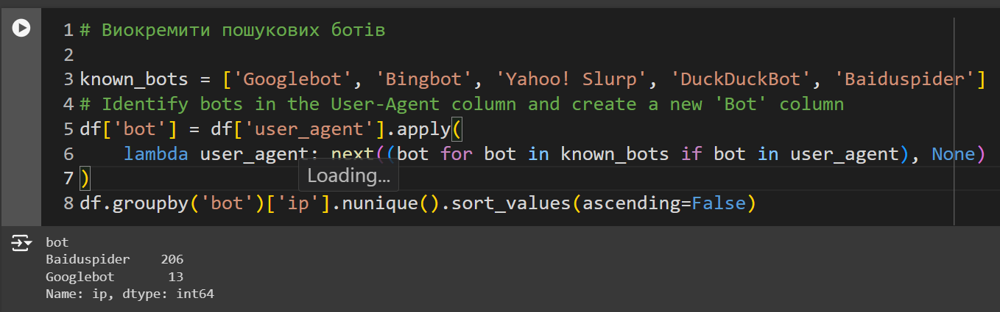 1 # Виокремити пошукових ботів
2
3 known_bots = ['Googlebot', 'Bingbot', 'Yahoo! Slurp', 'DuckDuckBot', 'Baiduspider']
4 # Identify bots in the User-Agent column and create a new 'Bot' column
5 df['bot'] = df['user_agent'].apply(
6     lambda user_agent: next((bot for bot in known_bots if bot in user_agent), None)
Loading...
7 )
8 df.groupby('bot')['ip'].nunique().sort_values(ascending=False)
bot
Baiduspider    206
Googlebot       13
Name: ip, dtype: int64